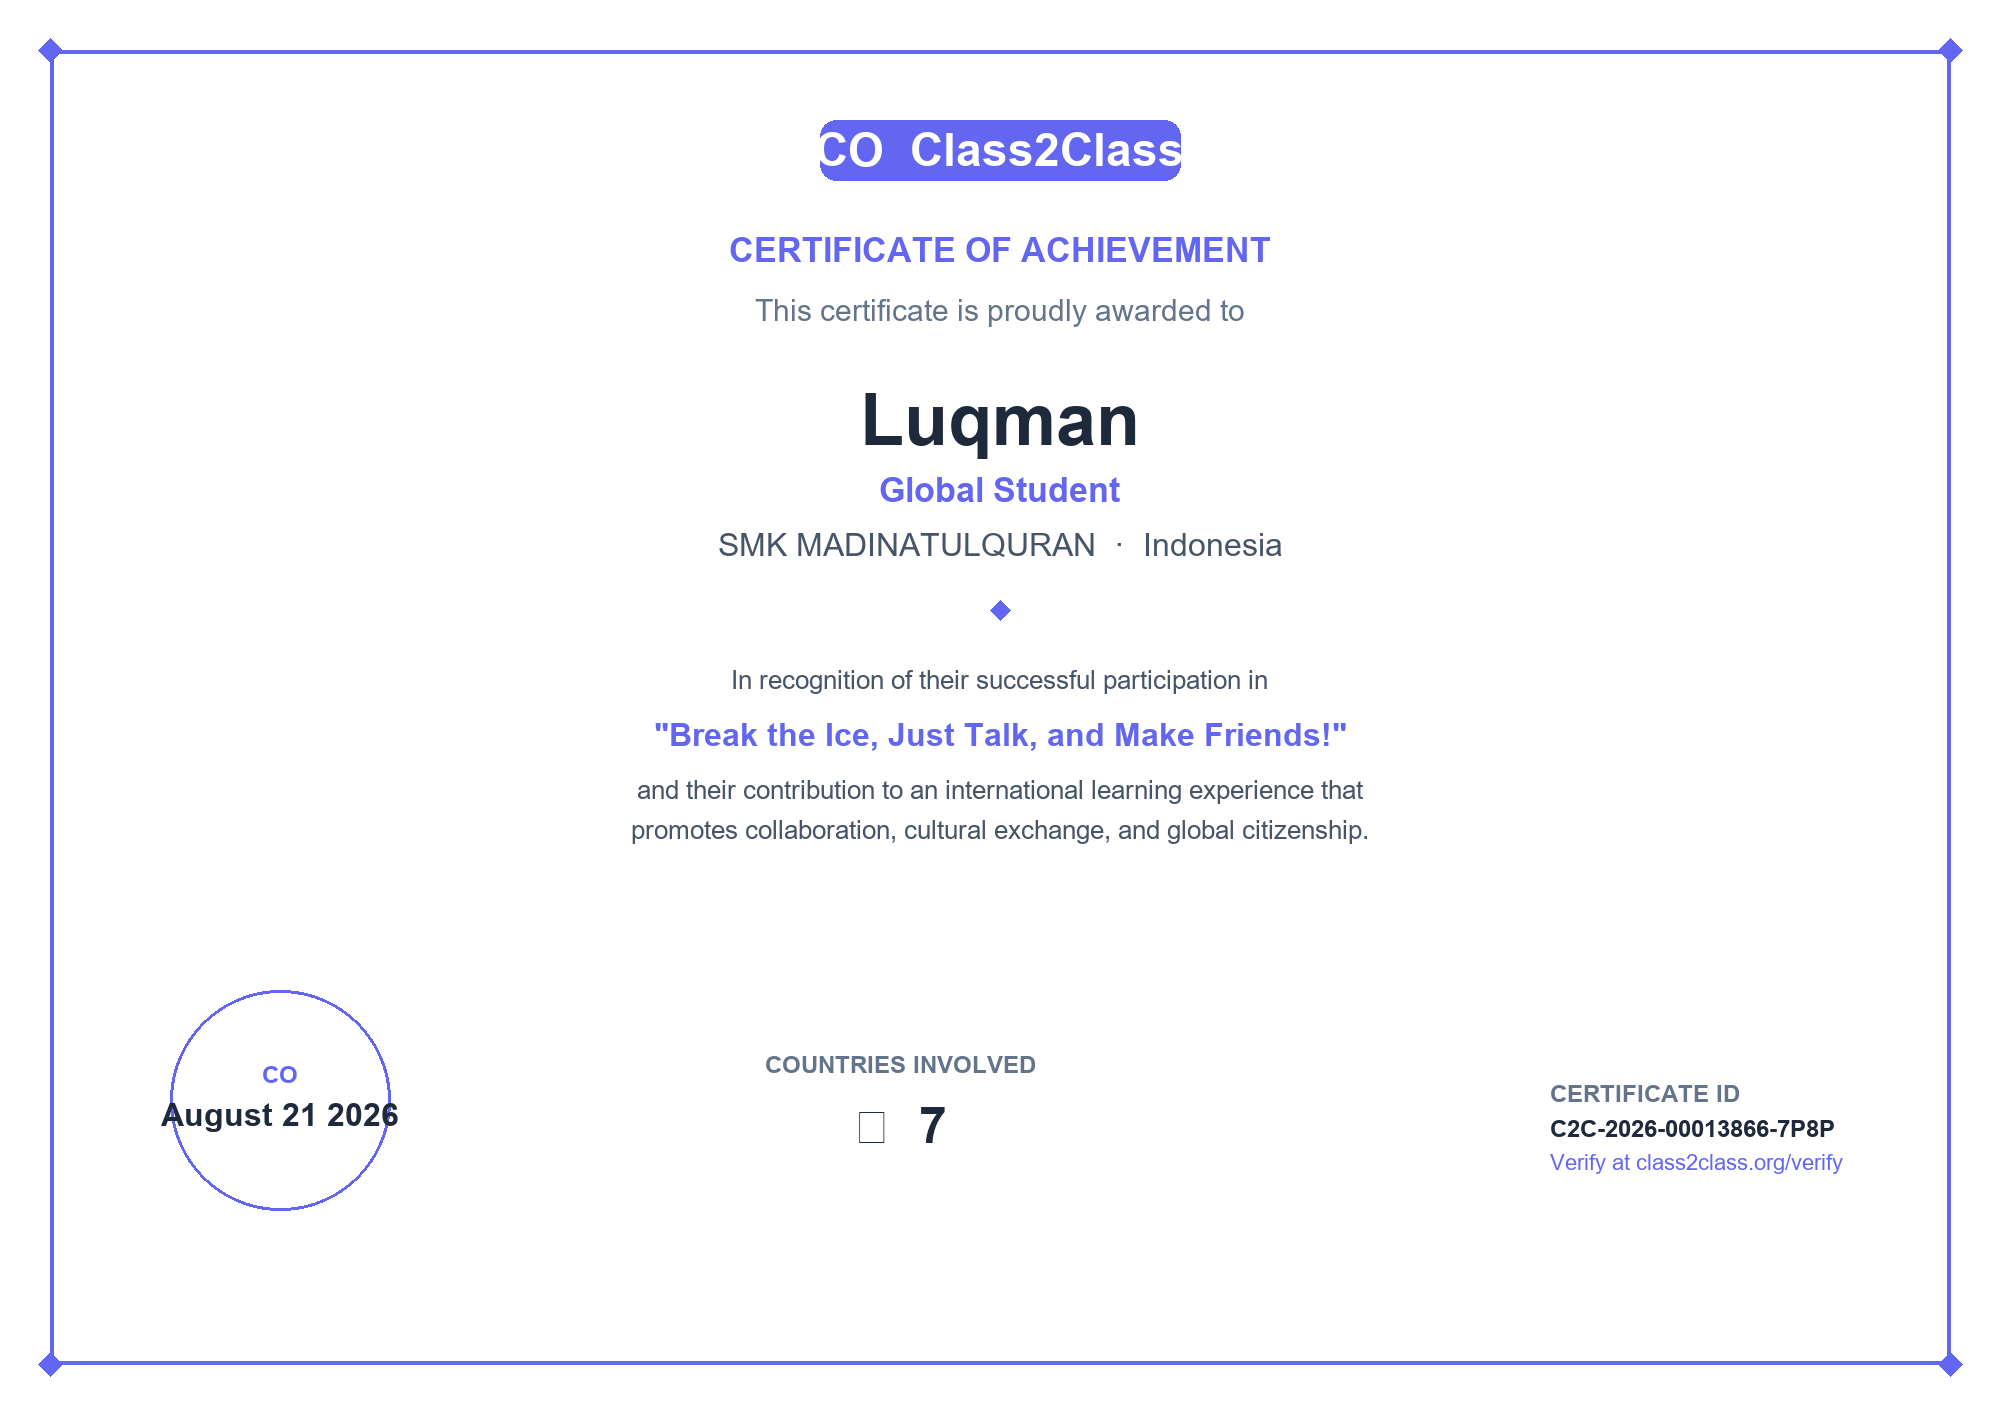 CO Class2Class
CERTIFICATE OF ACHIEVEMENT
This certificate is proudly awarded to
Luqman
Global Student
SMK MADINATULQURAN · Indonesia
In recognition of their successful participation in
"Break the Ice, Just Talk, and Make Friends!"
and their contribution to an international learning experience that
promotes collaboration, cultural exchange, and global citizenship.
CO
August 21 2026
COUNTRIES INVOLVED
7
CERTIFICATE ID
C2C-2026-00013866-7P8P
Verify at class2class.org/verify